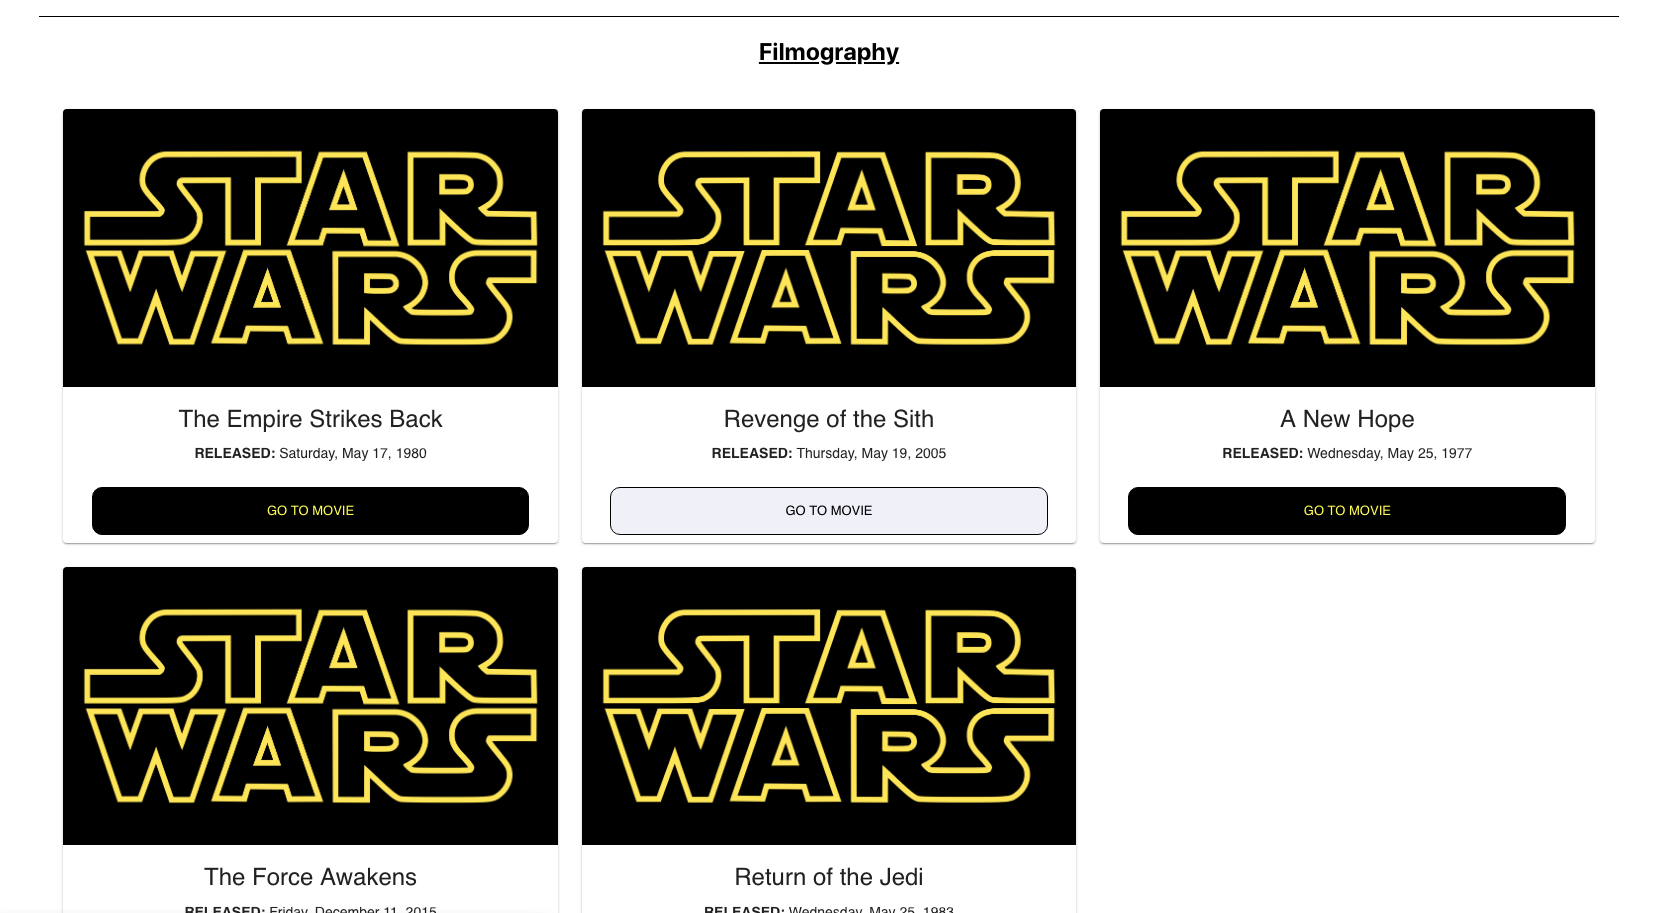 Filmography
STAR
WARS
STAR
WARS
STAR
WARS
The Empire Strikes Back
RELEASED: Saturday, May 17, 1980
GO TO MOVIE
Revenge of the Sith
RELEASED: Thursday, May 19, 2005
GO TO MOVIE
A New Hope
RELEASED: Wednesday, May 25, 1977
GO TO MOVIE
STAR
WARS
STAR
WARS
The Force Awakens
RELEASED: Friday, December 11, 2015
Return of the Jedi
RELEASED: Wednesday, May 25, 1983